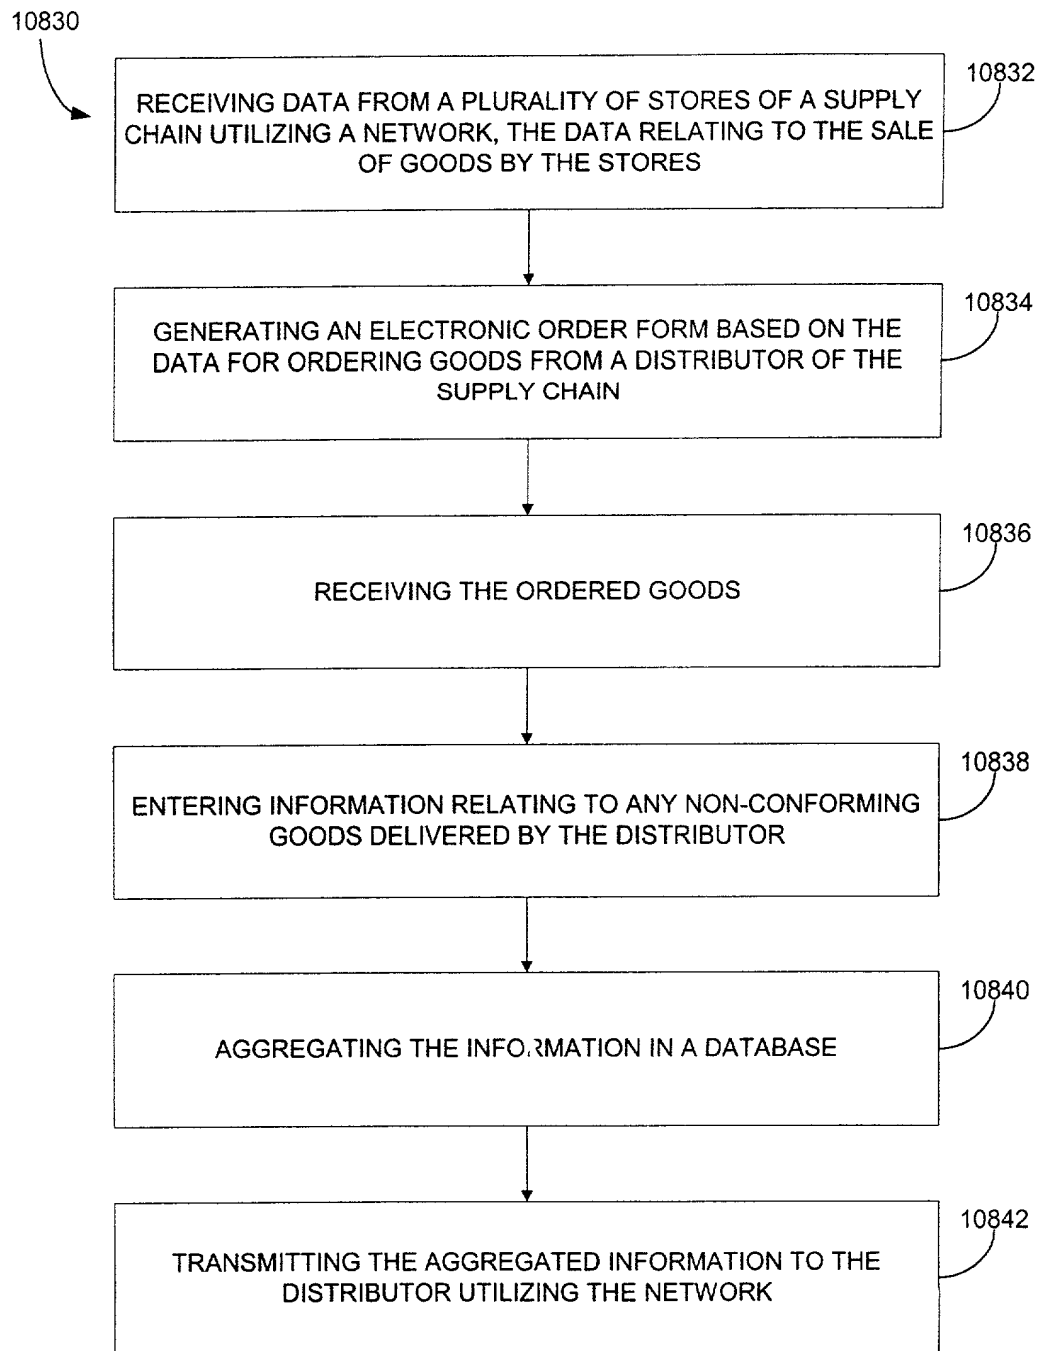 10830
10832
RECEIVING DATA FROM A PLURALITY OF STORES OF A SUPPLY
CHAIN UTILIZING A NETWORK, THE DATA RELATING TO THE SALE
OF GOODS BY THE STORES
10834
GENERATING AN ELECTRONIC ORDER FORM BASED ON THE
DATA FOR ORDERING GOODS FROM A DISTRIBUTOR OF THE
SUPPLY CHAIN
10836
RECEIVING THE ORDERED GOODS
10838
ENTERING INFORMATION RELATING TO ANY NON-CONFORMING
GOODS DELIVERED BY THE DISTRIBUTOR
10840
AGGREGATING THE INFORMATION IN A DATABASE
10842
TRANSMITTING THE AGGREGATED INFORMATION TO THE
DISTRIBUTOR UTILIZING THE NETWORK